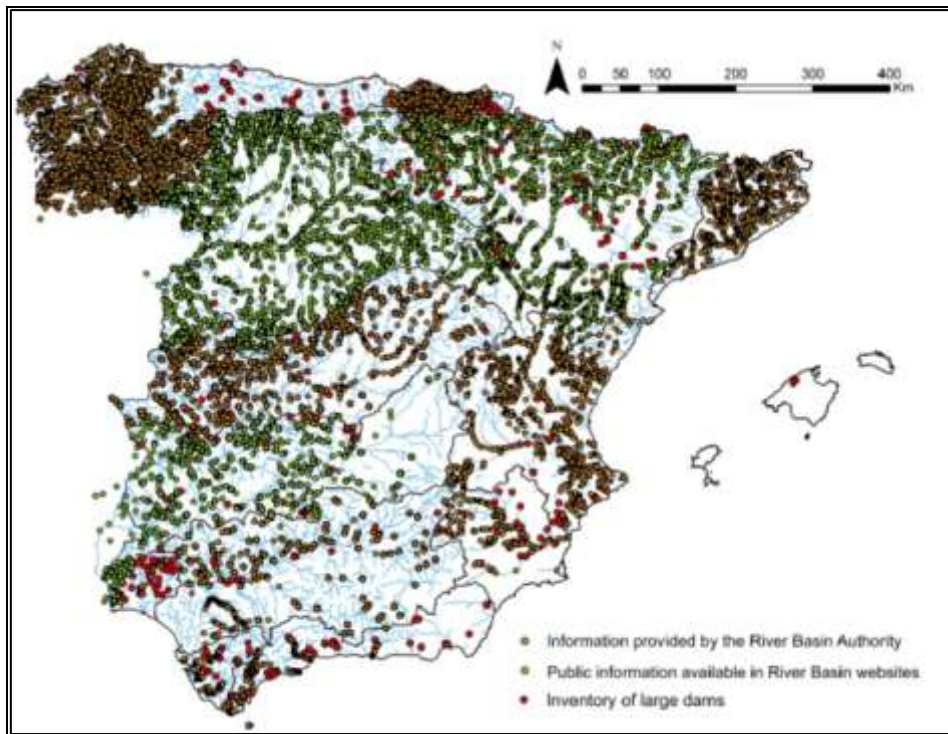 N
0 50 100 200 300 400
Km
Information provided by the River Basin Authority
Public information available in River Basin websites
Inventory of large dams